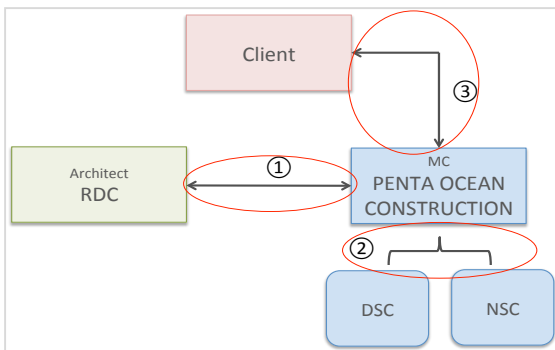 Client
③
Architect
RDC
①
MC
PENTA OCEAN
CONSTRUCTION
②
DSC
NSC